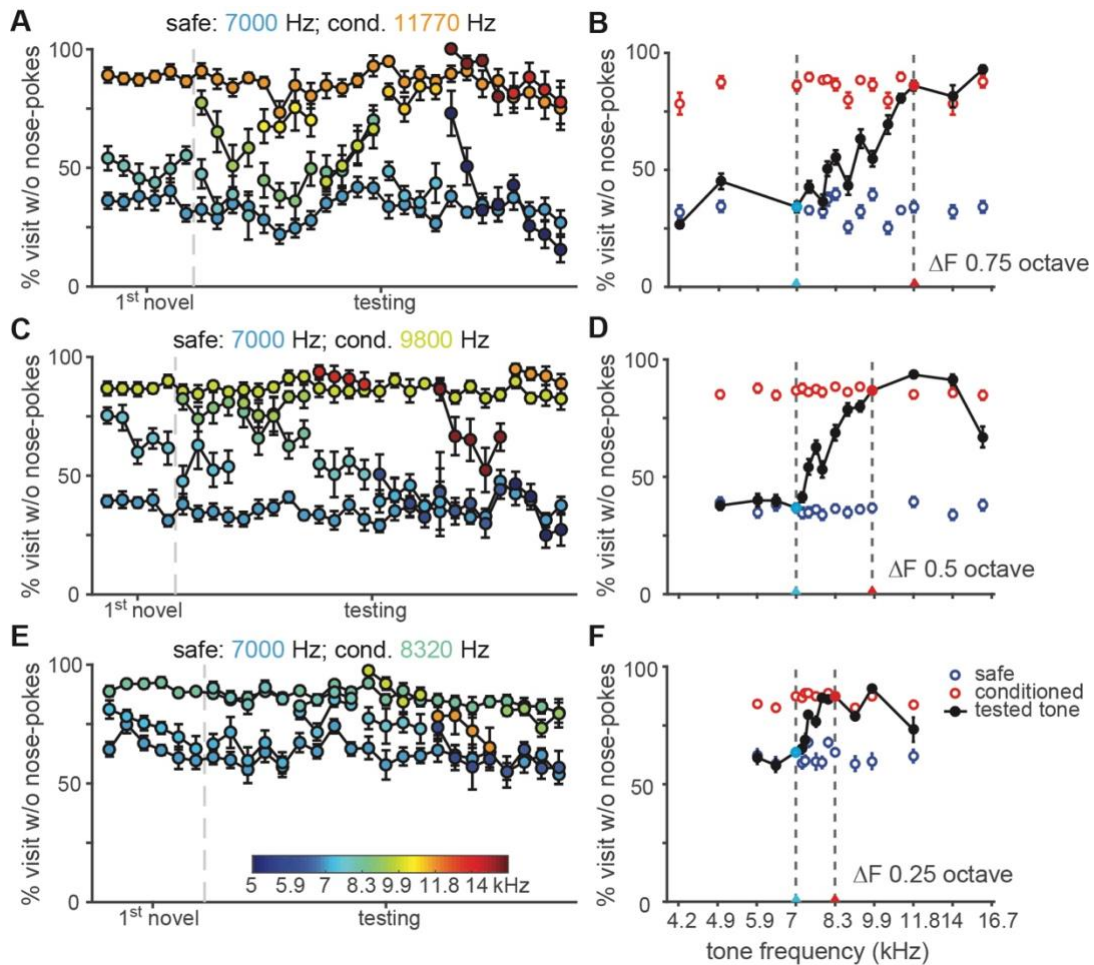 A
safe: 7000 Hz; cond. 11770 Hz
% visit w/o nose-pokes
100
50
0
1st novel
testing
B
% visit w/o nose-pokes
100
50
0
ΔF 0.75 octave
C
safe: 7000 Hz; cond. 9800 Hz
% visit w/o nose-pokes
100
50
0
1st novel
testing
D
% visit w/o nose-pokes
100
50
0
ΔF 0.5 octave
E
safe: 7000 Hz; cond. 8320 Hz
% visit w/o nose-pokes
100
50
0
5 5.9 7 8.3 9.9 11.8 14 kHz
1st novel
testing
F
% visit w/o nose-pokes
100
50
0
safe
conditioned
tested tone
ΔF 0.25 octave
4.2 4.9 5.9 7 8.3 9.9 11.8 14 16.7
tone frequency (kHz)